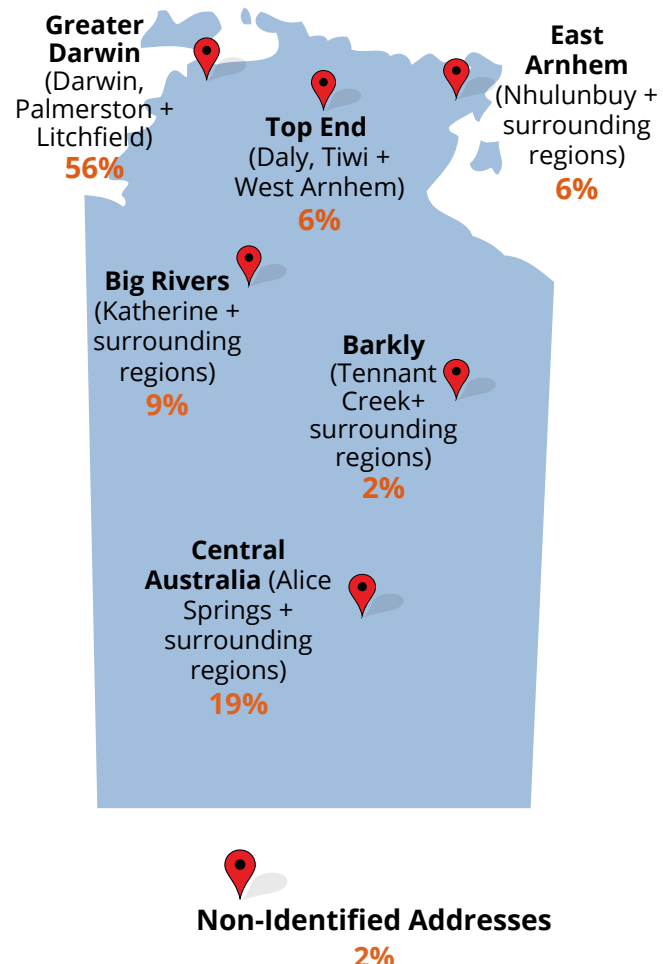 Greater
Darwin
(Darwin,
Palmerston +
Litchfield)
56%
Top End
(Daly, Tiwi +
West Arnhem)
6%
East
Arnhem
(Nhulunbuy +
surrounding
regions)
6%
Big Rivers
(Katherine +
surrounding
regions)
9%
Barkly
(Tennant
Creek+
surrounding
regions)
2%
Central
Australia (Alice
Springs +
surrounding
regions)
19%
Non-Identified Addresses
2%